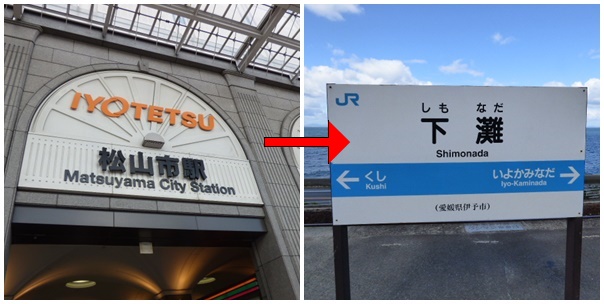 IYOTETSU
松山市駅
Matsuyama City Station
JR
しも なだ
下灘
Shimonada
くし
Kushi
いよかみなだ
Iyo-Kaminada
(愛媛県伊予市)